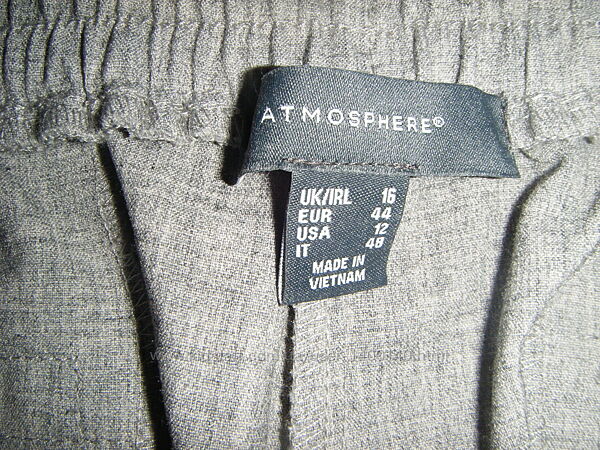 ATMOSPHERE®
UK/IRL 16
EUR 44
USA 12
IT 48
MADE IN
VIETNAM